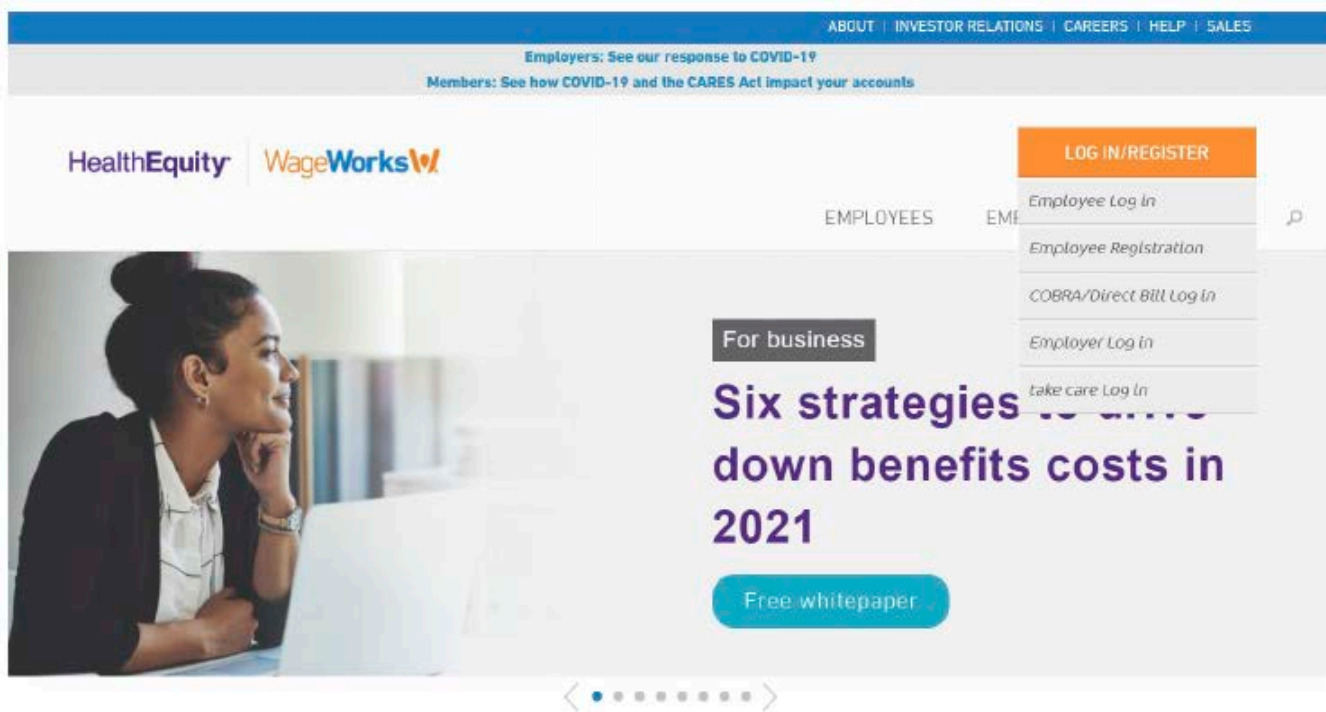 ABOUT | INVESTOR RELATIONS | CAREERS | HELP | SALES
Employers: See our response to COVID-19
Members: See how COVID-19 and the CARES Act impact your accounts
HealthEquity | WageWorks
LOG IN/REGISTER
Employee Log in
Employee Registration
COBRA/Direct Bill Log in
Employer Log in
take care Log In
EMPLOYEES
For business
Six strategies
down benefits costs in
2021
Free whitepaper